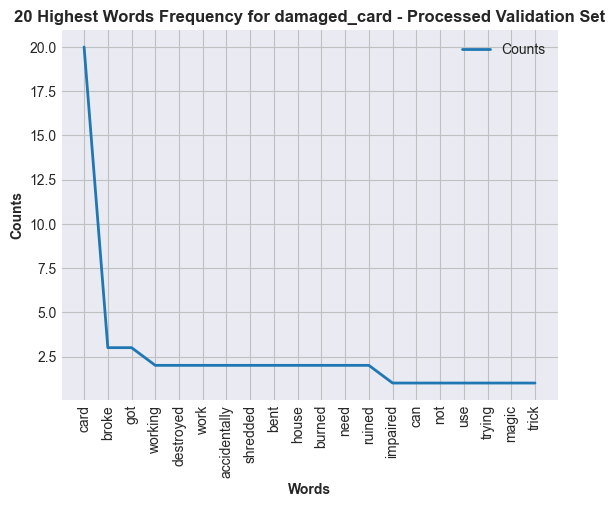 20 Highest Words Frequency for damaged_card - Processed Validation Set
Counts
20.0
17.5
15.0
12.5
10.0
7.5
5.0
2.5
Counts
card
broke
got
working
destroyed
work
accidentally
shredded
bent
house
burned
need
ruined
impaired
can
not
use
trying
magic
trick
Words